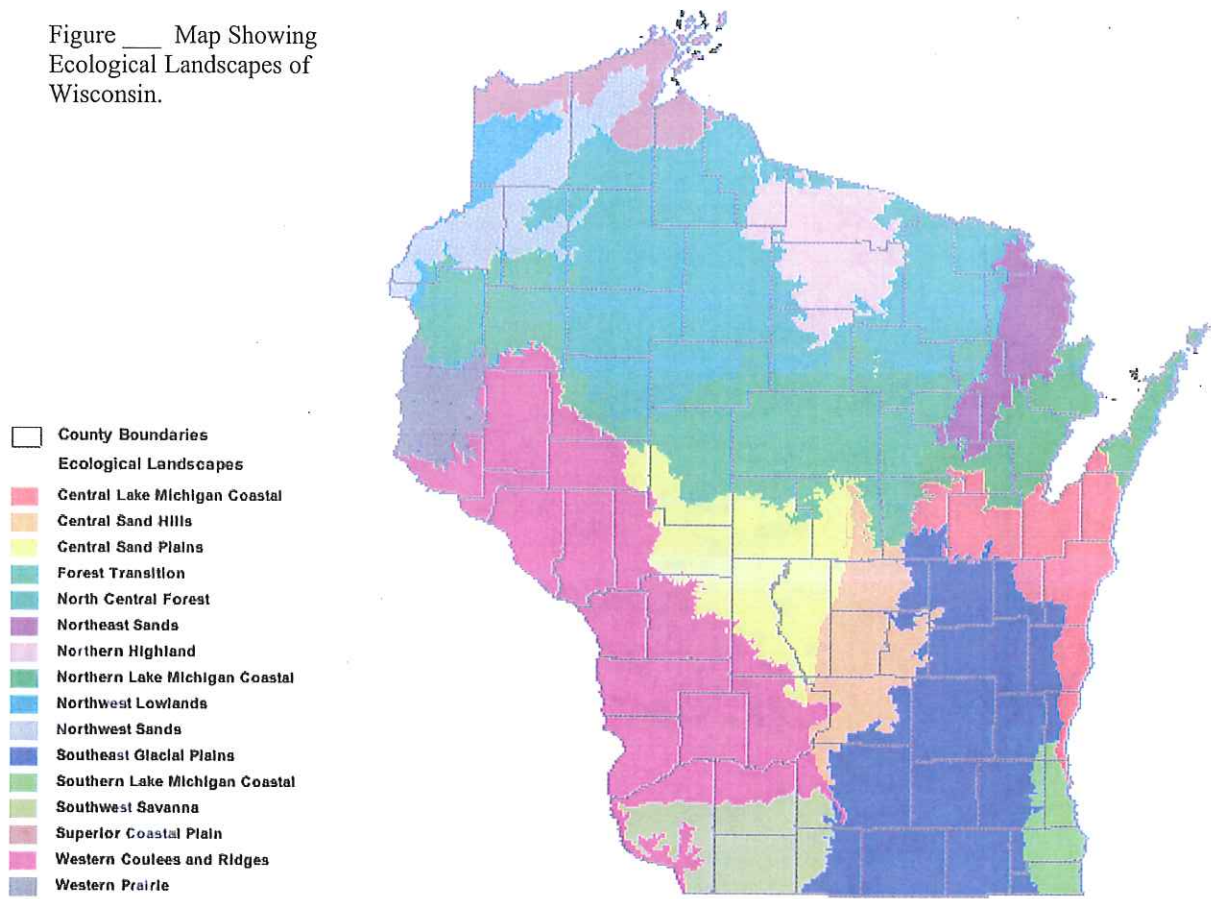 Figure ___ Map Showing
Ecological Landscapes of
Wisconsin.
County Boundaries
Ecological Landscapes
Central Lake Michigan Coastal
Central Sand Hills
Central Sand Plains
Forest Transition
North Central Forest
Northeast Sands
Northern Highland
Northern Lake Michigan Coastal
Northwest Lowlands
Northwest Sands
Southeast Glacial Plains
Southern Lake Michigan Coastal
Southwest Savanna
Superior Coastal Plain
Western Coulees and Ridges
Western Prairie